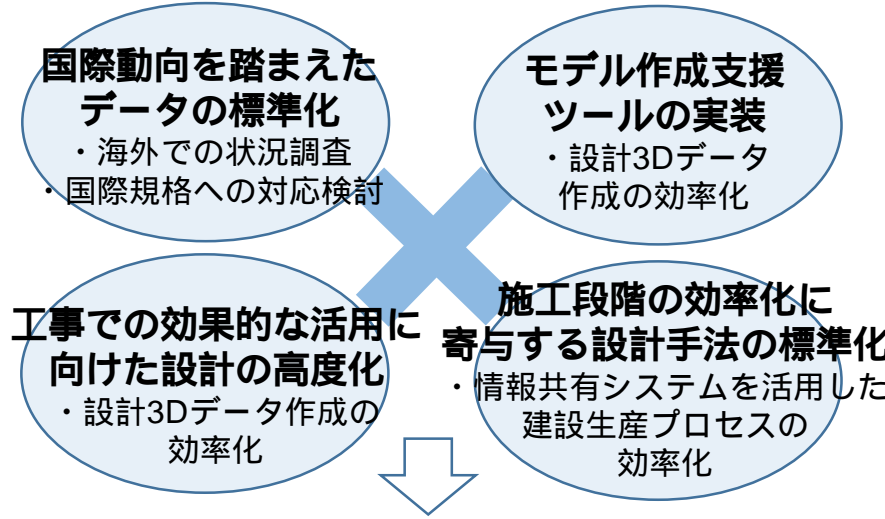 国際動向を踏まえた
データの標準化
・海外での状況調査
・国際規格への対応検討
モデル作成支援
ツールの実装
・設計3Dデータ
作成の効率化
工事での効果的な活用に
向けた設計の高度化
・設計3Dデータ作成の
効率化
施工段階の効率化に
寄与する設計手法の標準化
・情報共有システムを活用した
建設生産プロセスの
効率化